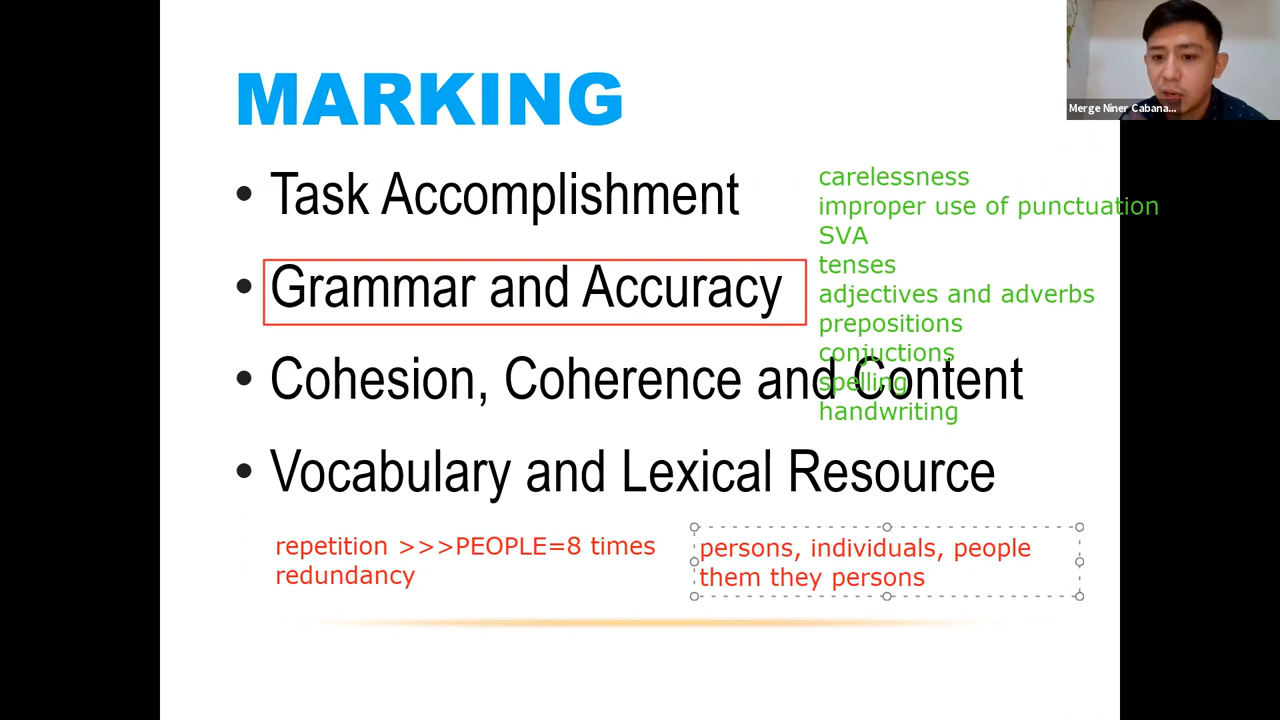 MARKING
Merge Niner Cabana...
• Task Accomplishment
• Grammar and Accuracy
• Cohesion, Coherence and Content
• Vocabulary and Lexical Resource
carelessness
improper use of punctuation
SVA
tenses
adjectives and adverbs
prepositions
conjuctions
spelling
handwriting
repetition >>>PEOPLE=8 times
redundancy
persons, individuals, people
them they persons